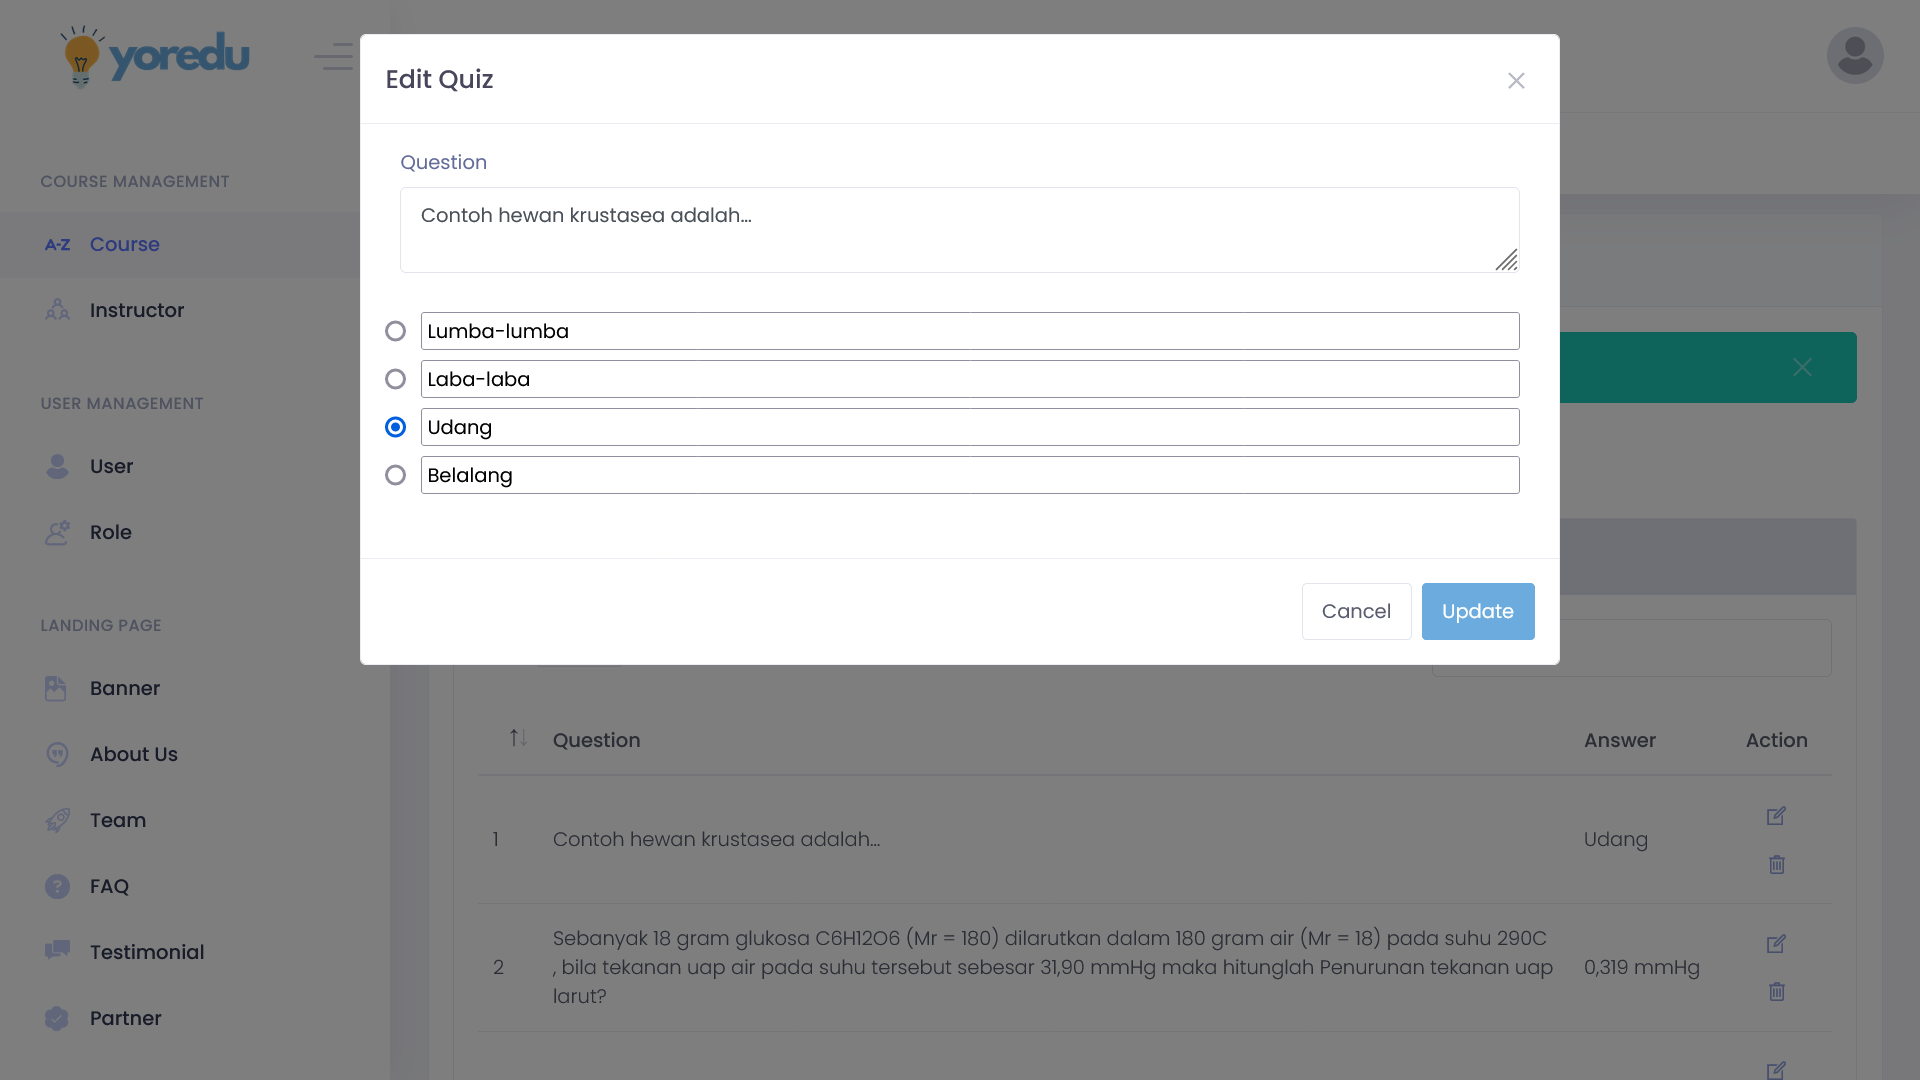 yoredu
COURSE MANAGEMENT
A-Z Course
Instructor
USER MANAGEMENT
User
Role
LANDING PAGE
Banner
About Us
Team
FAQ
Testimonial
Partner
Edit Quiz
Question
Contoh hewan krustasea adalah...
Lumba-lumba
Laba-laba
Udang
Belalang
Cancel Update
Question Answer Action
1 Contoh hewan krustasea adalah... Udang
Sebanyak 18 gram glukosa C6H12O6 (Mr = 180) dilarutkan dalam 180 gram air (Mr = 18) pada suhu 290C
2 , bila tekanan uap air pada suhu tersebut sebesar 31,90 mmHg maka hitunglah Penurunan tekanan uap 0,319 mmHg
larut?